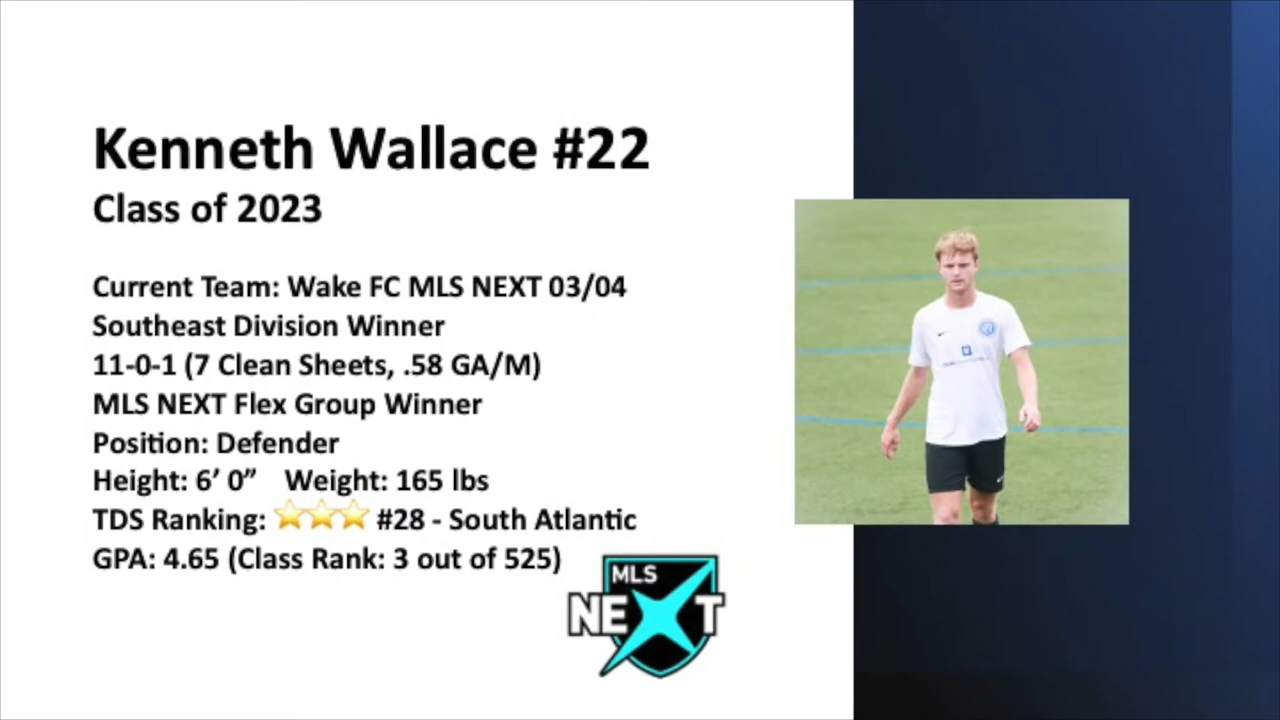 Kenneth Wallace #22
Class of 2023
Current Team: Wake FC MLS NEXT 03/04
Southeast Division Winner
11-0-1 (7 Clean Sheets, .58 GA/M)
MLS NEXT Flex Group Winner
Position: Defender
Height: 6’ 0” Weight: 165 lbs
TDS Ranking: ⭐⭐⭐ #28 - South Atlantic
GPA: 4.65 (Class Rank: 3 out of 525)
MLS
NEXT